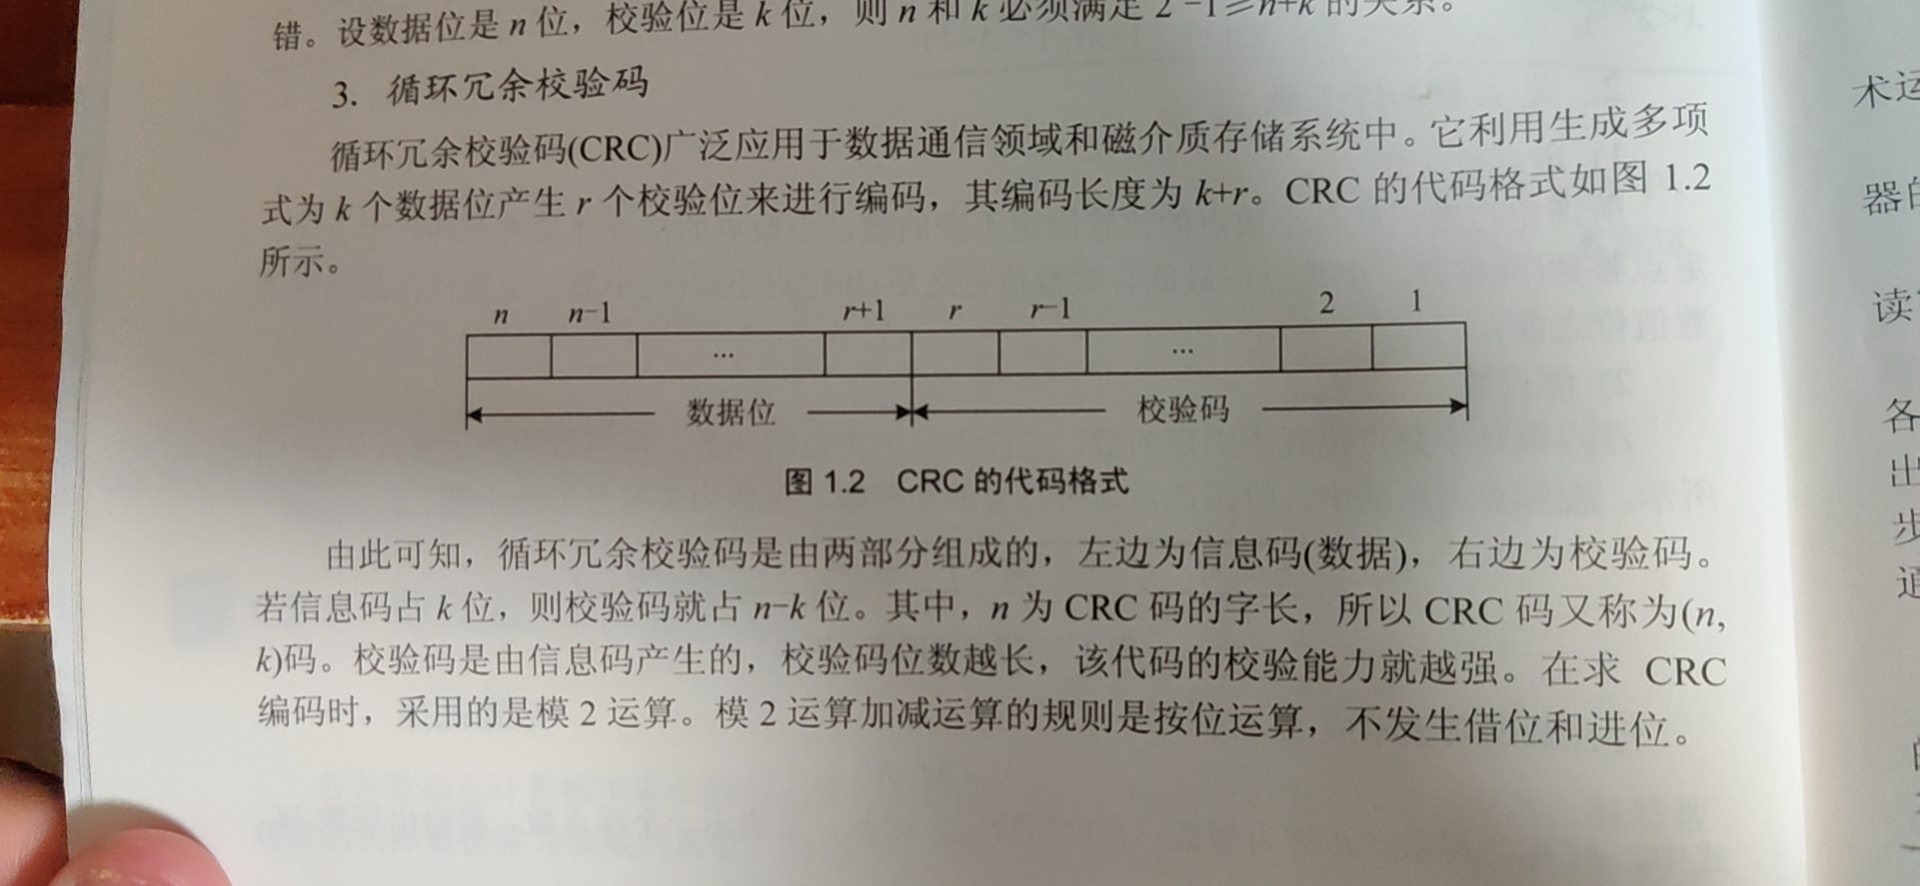 错。设数据位是 n 位，校验位是 k 位，则 n 和 k 必须满足 2 -1≥n+k 的关系。
3. 循环冗余校验码
循环冗余校验码(CRC)广泛应用于数据通信领域和磁介质存储系统中。它利用生成多项
式为 k 个数据位产生 r 个校验位来进行编码，其编码长度为 k+r。CRC 的代码格式如图 1.2
所示。
n n-1 r+1 r r-1 2 1
... ...
数据位 校验码
图 1.2 CRC 的代码格式
由此可知，循环冗余校验码是由两部分组成的，左边为信息码(数据)，右边为校验码。
若信息码占 k 位，则校验码就占 n-k 位。其中，n 为 CRC 码的字长，所以 CRC 码又称为(n,
k)码。校验码是由信息码产生的，校验码位数越长，该代码的校验能力就越强。在求 CRC
编码时，采用的是模 2 运算。模 2 运算加减运算的规则是按位运算，不发生借位和进位。
术运
器的
读
各
出
步
通